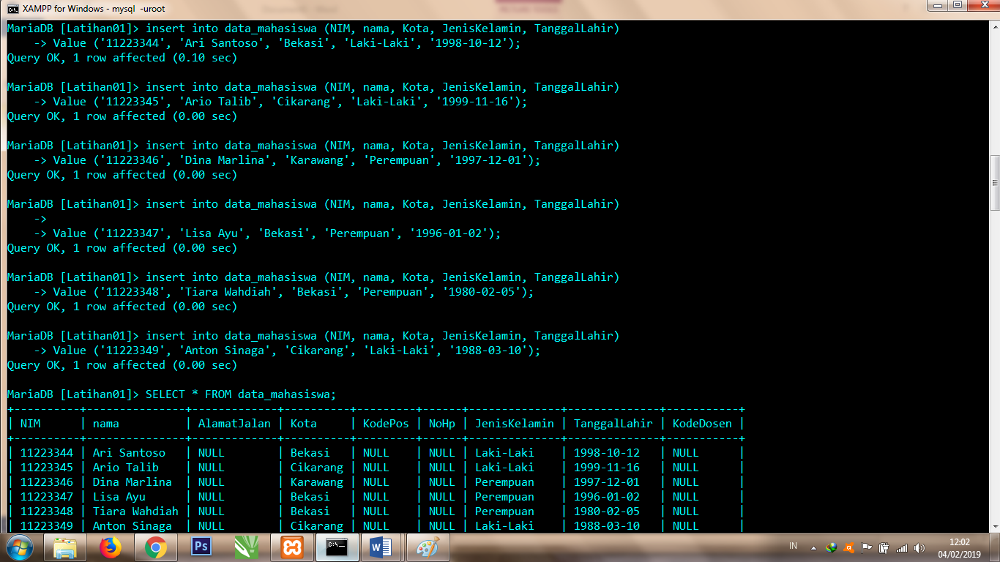 XAMPP for Windows - mysql  -uroot
MariaDB [Latihan01]> insert into data_mahasiswa (NIM, nama, Kota, JenisKelamin, TanggalLahir)
    -> Value ('11223344', 'Ari Santoso', 'Bekasi', 'Laki-Laki', '1998-10-12');
Query OK, 1 row affected (0.10 sec)
MariaDB [Latihan01]> insert into data_mahasiswa (NIM, nama, Kota, JenisKelamin, TanggalLahir)
    -> Value ('11223345', 'Ario Talib', 'Cikarang', 'Laki-Laki', '1999-11-16');
Query OK, 1 row affected (0.00 sec)
MariaDB [Latihan01]> insert into data_mahasiswa (NIM, nama, Kota, JenisKelamin, TanggalLahir)
    -> Value ('11223346', 'Dina Marlina', 'Karawang', 'Perempuan', '1997-12-01');
Query OK, 1 row affected (0.00 sec)
MariaDB [Latihan01]> insert into data_mahasiswa (NIM, nama, Kota, JenisKelamin, TanggalLahir)
    ->
    -> Value ('11223347', 'Lisa Ayu', 'Bekasi', 'Perempuan', '1996-01-02');
Query OK, 1 row affected (0.00 sec)
MariaDB [Latihan01]> insert into data_mahasiswa (NIM, nama, Kota, JenisKelamin, TanggalLahir)
    -> Value ('11223348', 'Tiara Wahdiah', 'Bekasi', 'Perempuan', '1980-02-05');
Query OK, 1 row affected (0.00 sec)
MariaDB [Latihan01]> insert into data_mahasiswa (NIM, nama, Kota, JenisKelamin, TanggalLahir)
    -> Value ('11223349', 'Anton Sinaga', 'Cikarang', 'Laki-Laki', '1988-03-10');
Query OK, 1 row affected (0.00 sec)
MariaDB [Latihan01]> SELECT * FROM data_mahasiswa;
+----------+---------------+-------------+----------+---------+------+--------------+--------------+-----------+
| NIM      | nama          | AlamatJalan | Kota     | KodePos | NoHp | JenisKelamin | TanggalLahir | KodeDosen |
+----------+---------------+-------------+----------+---------+------+--------------+--------------+-----------+
| 11223344 | Ari Santoso   | NULL        | Bekasi   | NULL    | NULL | Laki-Laki    | 1998-10-12   | NULL      |
| 11223345 | Ario Talib    | NULL        | Cikarang | NULL    | NULL | Laki-Laki    | 1999-11-16   | NULL      |
| 11223346 | Dina Marlina  | NULL        | Karawang | NULL    | NULL | Perempuan    | 1997-12-01   | NULL      |
| 11223347 | Lisa Ayu      | NULL        | Bekasi   | NULL    | NULL | Perempuan    | 1996-01-02   | NULL      |
| 11223348 | Tiara Wahdiah | NULL        | Bekasi   | NULL    | NULL | Perempuan    | 1980-02-05   | NULL      |
| 11223349 | Anton Sinaga  | NULL        | Cikarang | NULL    | NULL | Laki-Laki    | 1988-03-10   | NULL      |
Ps
IN
12:02
04/02/2019